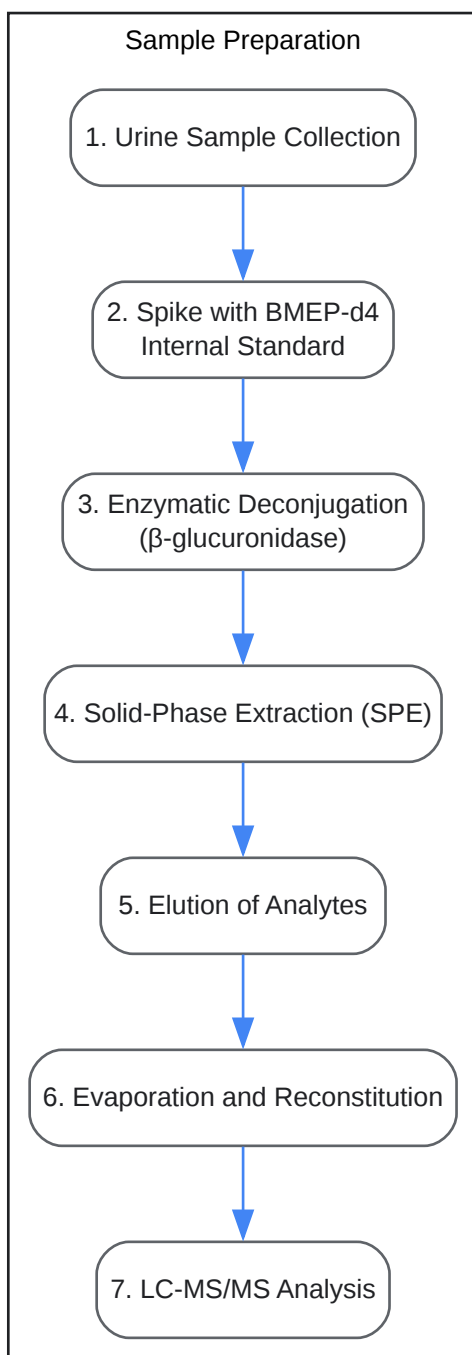 Sample Preparation
1. Urine Sample Collection
2. Spike with BMEP-d4
Internal Standard
3. Enzymatic Deconjugation
(β-glucuronidase)
4. Solid-Phase Extraction (SPE)
5. Elution of Analytes
6. Evaporation and Reconstitution
7. LC-MS/MS Analysis